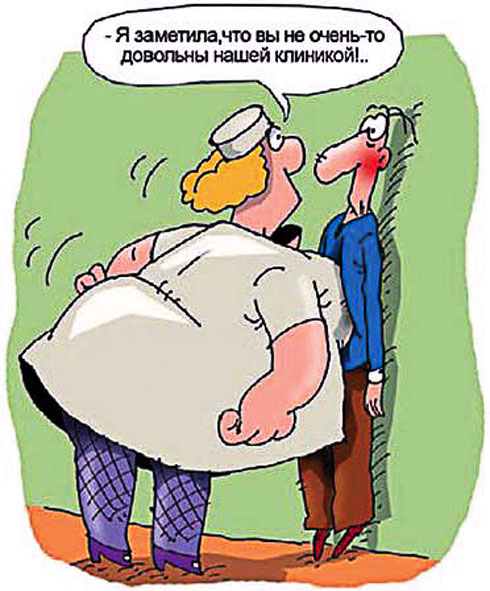 - Я заметила,что вы не очень-то
довольны нашей клиникой!..